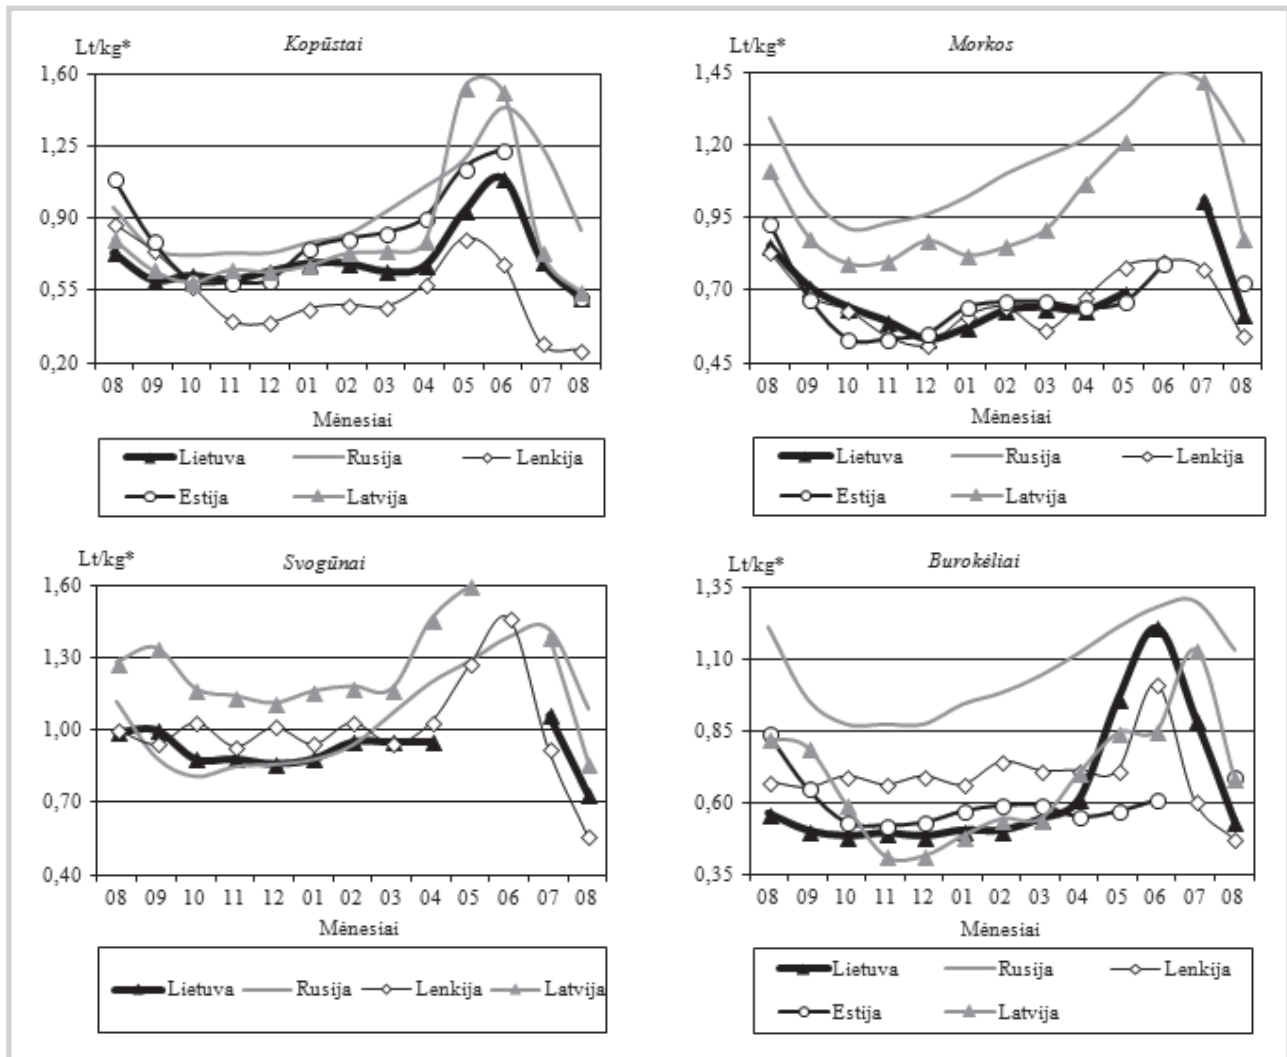 Kopūstai
Lt/kg*
1,60
1,25
0,90
0,55
0,20
08 09 10 11 12 01 02 03 04 05 06 07 08
Mėnesiai
Lietuva Rusija Lenkija
Estija Latvija
Morkos
Lt/kg*
1,45
1,20
0,95
0,70
0,45
08 09 10 11 12 01 02 03 04 05 06 07 08
Mėnesiai
Lietuva Rusija Lenkija
Estija Latvija
Svogūnai
Lt/kg*
1,60
1,30
1,00
0,70
0,40
08 09 10 11 12 01 02 03 04 05 06 07 08
Mėnesiai
Lietuva Rusija Lenkija Latvija
Burokėliai
Lt/kg*
1,35
1,10
0,85
0,60
0,35
08 09 10 11 12 01 02 03 04 05 06 07 08
Mėnesiai
Lietuva Rusija Lenkija
Estija Latvija